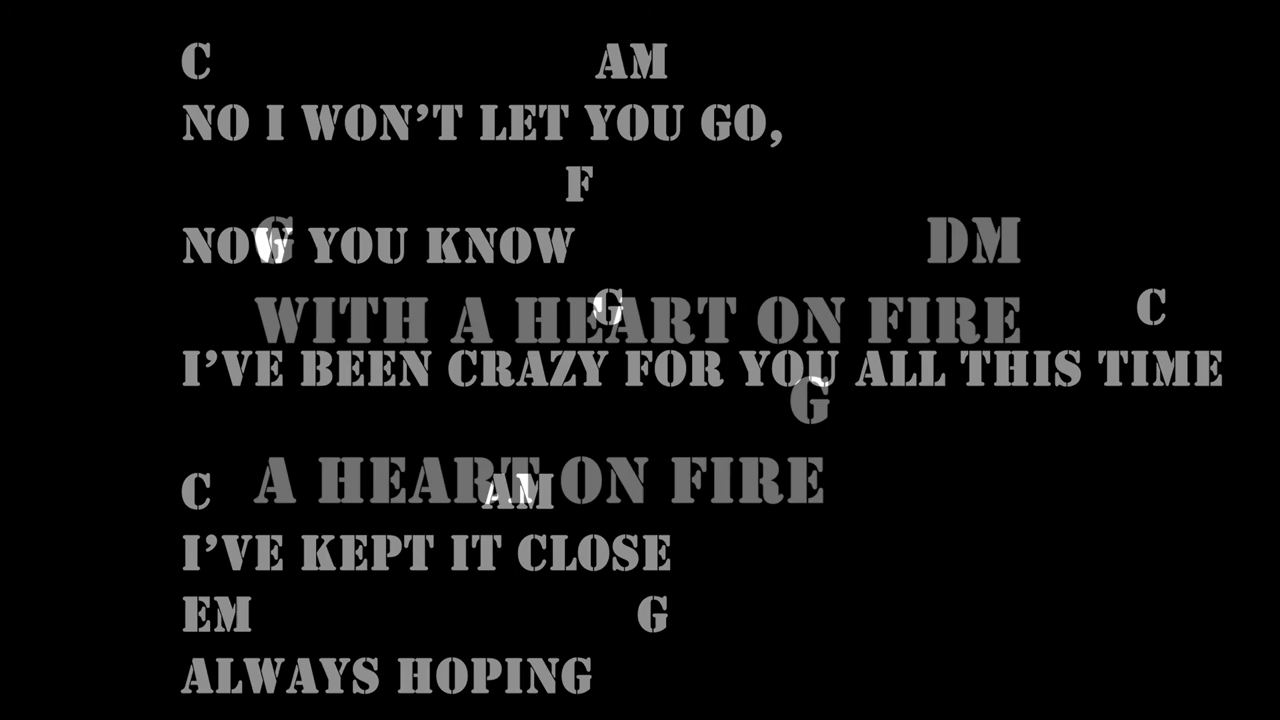 C AM
NO I WON'T LET YOU GO,
F
NOW YOU KNOW
G DM
WITH A HEART ON FIRE
G C
I'VE BEEN CRAZY FOR YOU ALL THIS TIME
G
A HEART ON FIRE
C AM
I'VE KEPT IT CLOSE
EM G
ALWAYS HOPING